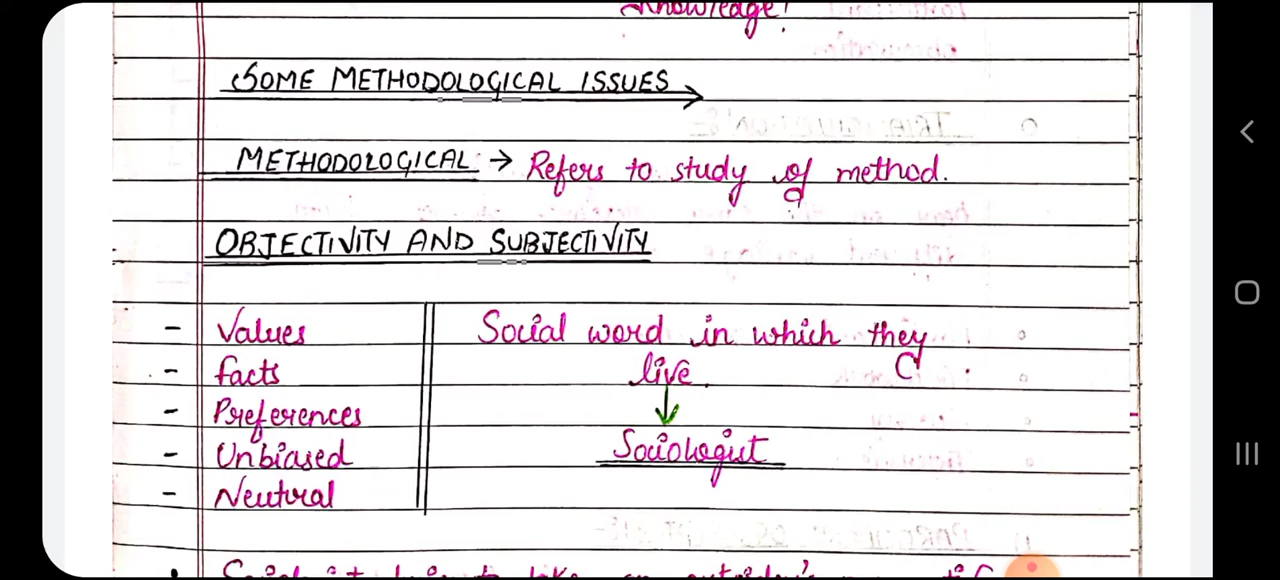 Knowledge!
SOME METHODOLOGICAL ISSUES →
METHODOLOGICAL : → Refers to study of method.
OBJECTIVITY AND SUBJECTIVITY
- Values
- facts
- Preferences
- Unbiased
- Neutral
Social word in which they
live.
↓
Sociologist